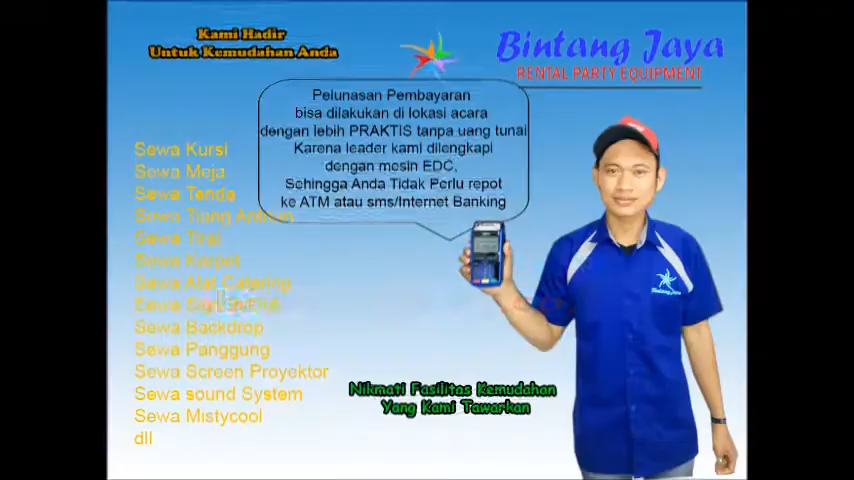 Kami Hadir
Untuk Kemudahan Anda
Bintang Jaya
RENTAL PARTY EQUIPMENT
Pelunasan Pembayaran
bisa dilakukan di lokasi acara
dengan lebih PRAKTIS tanpa uang tunai
Karena leader kami dilengkapi
dengan mesin EDC,
Sehingga Anda Tidak Perlu repot
ke ATM atau sms/Internet Banking
Sewa Kursi
Sewa Meja
Sewa Tenda
Sewa Tiang Antrian
Sewa Tirai
Sewa Karpet
Sewa Alat Catering
Sewa
Sewa Backdrop
Sewa Panggung
Sewa Screen Proyektor
Sewa sound System
Sewa Mistycool
dll
Nikmati Fasilitas Kemudahan
Yang Kami Tawarkan
Bintang Jaya